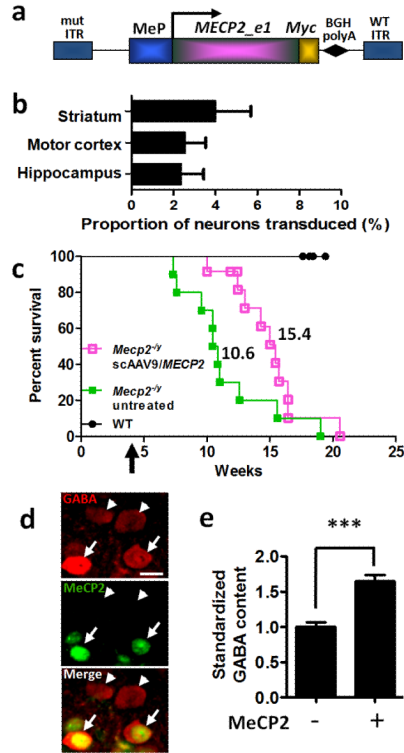 a
mut ITR
MeP
MECP2_e1
Myc
BGH polyA
WT ITR
b
Striatum
Motor cortex
Hippocampus
0 2 4 6 8 10
Proportion of neurons transduced (%)
c
Percent survival
100
80
60
40
20
0
Mecp2-/y
scAAV9/MECP2
Mecp2-/y
untreated
WT
10.6
15.4
0 5 10 15 20 25
Weeks
d
GABA
MeCP2
Merge
e
***
Standardized
GABA content
2.0
1.5
1.0
0.5
0.0
MeCP2 - +